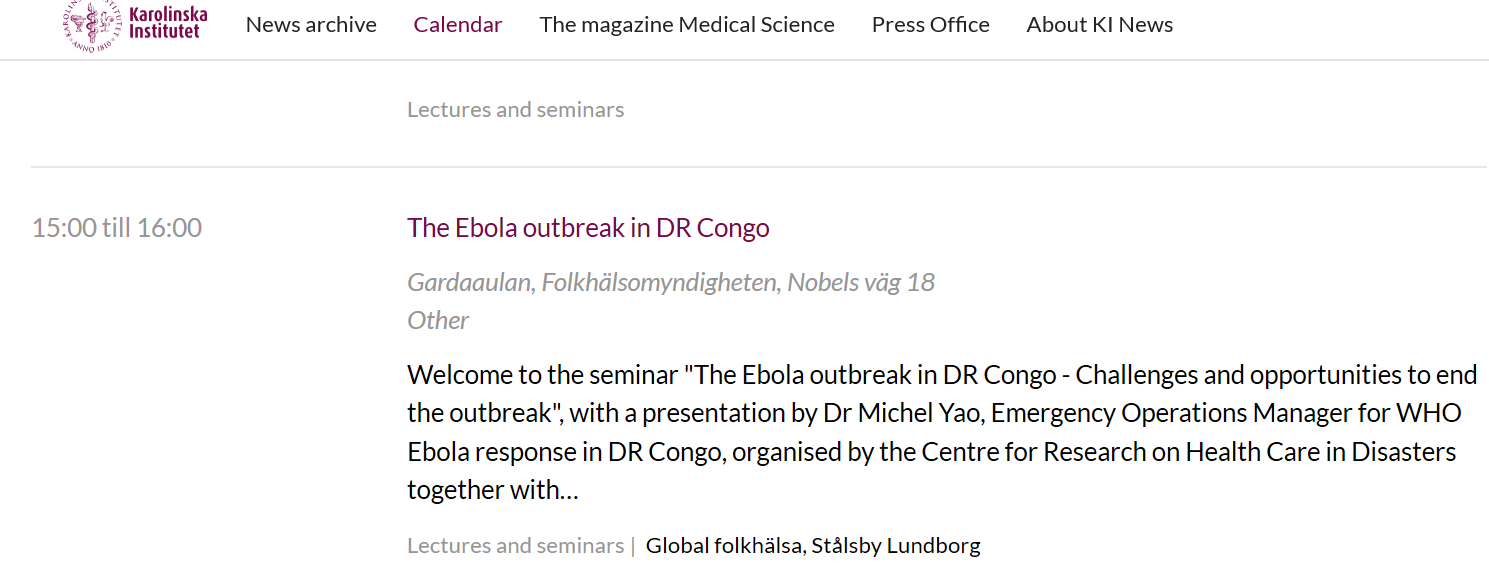 Karolinska
Institutet
ANNO 1810
News archive
Calendar
The magazine Medical Science
Press Office
About KI News
Lectures and seminars
15:00 till 16:00
The Ebola outbreak in DR Congo
Gardaaulan, Folkhälsomyndigheten, Nobels väg 18
Other
Welcome to the seminar "The Ebola outbreak in DR Congo - Challenges and opportunities to end
the outbreak", with a presentation by Dr Michel Yao, Emergency Operations Manager for WHO
Ebola response in DR Congo, organised by the Centre for Research on Health Care in Disasters
together with...
Lectures and seminars | Global folkhälsa, Stålsby Lundborg